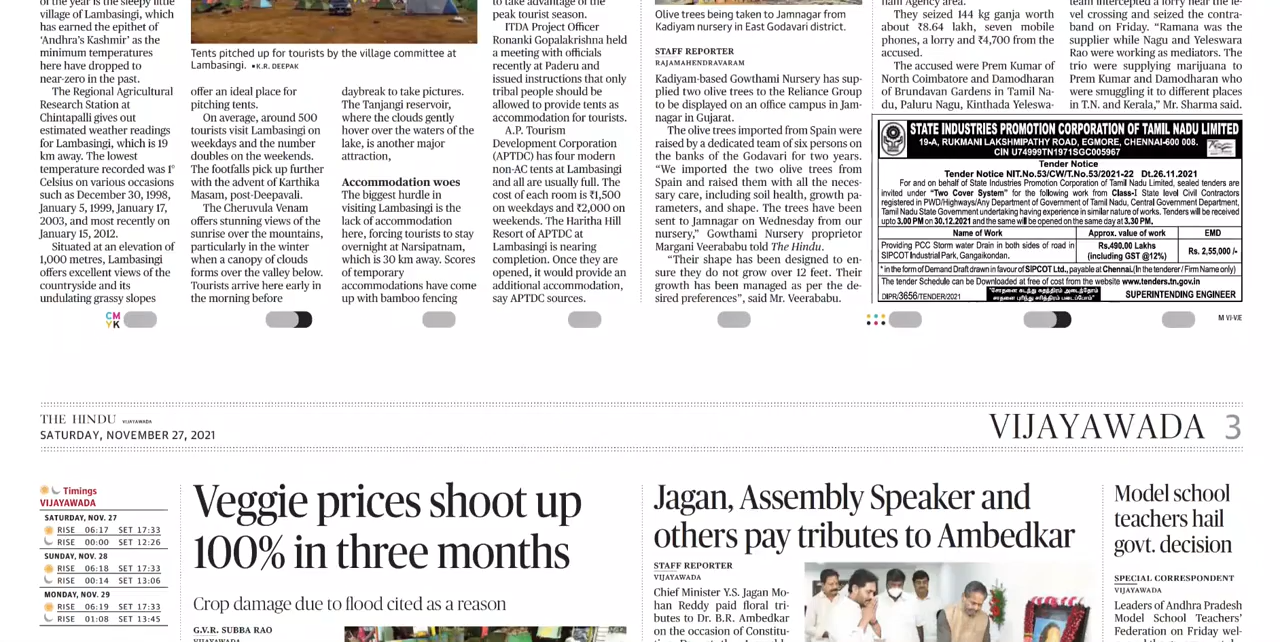 of the year is the sleepy little
village of Lambasingi, which
has earned the epithet of
‘Andhra’s Kashmir’ as the
minimum temperatures
here have dropped to
near-zero in the past.
The Regional Agricultural
Research Station at
Chintapalli gives out
estimated weather readings
for Lambasingi, which is 19
km away. The lowest
temperature recorded was 1°
Celsius on various occasions
such as December 30, 1998,
January 5, 1999, January 17,
2003, and most recently on
January 15, 2012.
Situated at an elevation of
1,000 metres, Lambasingi
offers excellent views of the
countryside and its
undulating grassy slopes
Tents pitched up for tourists by the village committee at
Lambasingi. ■ K.R. DEEPAK
offer an ideal place for
pitching tents.
On average, around 500
tourists visit Lambasingi on
weekdays and the number
doubles on the weekends.
The footfalls pick up further
with the advent of Karthika
Masam, post-Deepavali.
The Cheruvula Venam
offers stunning views of the
sunrise over the mountains,
particularly in the winter
when a canopy of clouds
forms over the valley below.
Tourists arrive here early in
the morning before
daybreak to take pictures.
The Tanjangi reservoir,
where the clouds gently
hover over the waters of the
lake, is another major
attraction,
Accommodation woes
The biggest hurdle in
visiting Lambasingi is the
lack of accommodation
here, forcing tourists to stay
overnight at Narsipatnam,
which is 30 km away. Scores
of temporary
accommodations have come
up with bamboo fencing
to take advantage of the
peak tourist season.
ITDA Project Officer
Ronanki Gopalakrishna held
a meeting with officials
recently at Paderu and
issued instructions that only
tribal people should be
allowed to provide tents as
accommodation for tourists.
A.P. Tourism
Development Corporation
(APTDC) has four modern
non-AC tents at Lambasingi
and all are usually full. The
cost of each room is ₹1,500
on weekdays and ₹2,000 on
weekends. The Haritha Hill
Resort of APTDC at
Lambasingi is nearing
completion. Once they are
opened, it would provide an
additional accommodation,
say APTDC sources.
Olive trees being taken to Jamnagar from
Kadiyam nursery in East Godavari district.
STAFF REPORTER
RAJAMAHENDRAVARAM
Kadiyam-based Gowthami Nursery has sup-
plied two olive trees to the Reliance Group
to be displayed on an office campus in Jam-
nagar in Gujarat.
The olive trees imported from Spain were
raised by a dedicated team of six persons on
the banks of the Godavari for two years.
“We imported the two olive trees from
Spain and raised them with all the neces-
sary care, including soil health, growth pa-
rameters, and shape. The trees have been
sent to Jamnagar on Wednesday from our
nursery,” Gowthami Nursery proprietor
Margani Veerababu told The Hindu.
“Their shape has been designed to en-
sure they do not grow over 12 feet. Their
growth has been managed as per the de-
sired preferences”, said Mr. Veerababu.
nam Agency area.
They seized 144 kg ganja worth
about ₹8.64 lakh, seven mobile
phones, a lorry and ₹4,700 from the
accused.
The accused were Prem Kumar of
North Coimbatore and Damodharan
of Brundavan Gardens in Tamil Na-
du, Paluru Nagu, Kinthada Yeleswa-
team intercepted a lorry near the le-
vel crossing and seized the contra-
band on Friday. “Ramana was the
supplier while Nagu and Yeleswara
Rao were working as mediators. The
trio were supplying marijuana to
Prem Kumar and Damodharan who
were smuggling it to different places
in T.N. and Kerala,” Mr. Sharma said.
STATE INDUSTRIES PROMOTION CORPORATION OF TAMIL NADU LIMITED
19-A, RUKMANI LAKSHMIPATHY ROAD, EGMORE, CHENNAI-600 008.
CIN U74999TN1971SGC005967
Tender Notice
Tender Notice NIT.No.53/CW/T.No.53/2021-22 Dt.26.11.2021
For and on behalf of State Industries Promotion Corporation of Tamil Nadu Limited, sealed tenders are
invited under “Two Cover System” for the following work from Class-I State level Civil Contractors
registered in PWD/Highways/Any Department of Government of Tamil Nadu, Central Government Department,
Tamil Nadu State Government undertaking having experience in similar nature of works. Tenders will be received
upto 3.00 PM on 30.12.2021 and the same will be opened on the same day at 3.30 PM.
Name of Work Approx. value of work EMD
Providing PCC Storm water Drain in both sides of road in
SIPCOT Industrial Park, Gangaikondan.
Rs.490.00 Lakhs
(including GST @12%)
Rs. 2,55,000 /-
* in the form of Demand Draft drawn in favour of SIPCOT Ltd., payable at Chennai.(In the tenderer / Firm Name only)
The tender Schedule can be Downloaded at free of cost from the website www.tenders.tn.gov.in
DIPR/3656/TENDER/2021
SUPERINTENDING ENGINEER
CM
YK
M VJ-VJE
THE HINDU VIJAYAWADA
SATURDAY, NOVEMBER 27, 2021
VIJAYAWADA 3
Timings
VIJAYAWADA
SATURDAY, NOV. 27
RISE 06:17 SET 17:33
RISE 00:00 SET 12:26
SUNDAY, NOV. 28
RISE 06:18 SET 17:33
RISE 00:14 SET 13:06
MONDAY, NOV. 29
RISE 06:19 SET 17:33
RISE 01:08 SET 13:45
Veggie prices shoot up
100% in three months
Crop damage due to flood cited as a reason
G.V.R. SUBBA RAO
VIJAYAWADA
Jagan, Assembly Speaker and
others pay tributes to Ambedkar
STAFF REPORTER
VIJAYAWADA
Chief Minister Y.S. Jagan Mo-
han Reddy paid floral tri-
butes to Dr. B.R. Ambedkar
on the occasion of Constitu-
Model school
teachers hail
govt. decision
SPECIAL CORRESPONDENT
VIJAYAWADA
Leaders of Andhra Pradesh
Model School Teachers’
Federation on Friday wel-